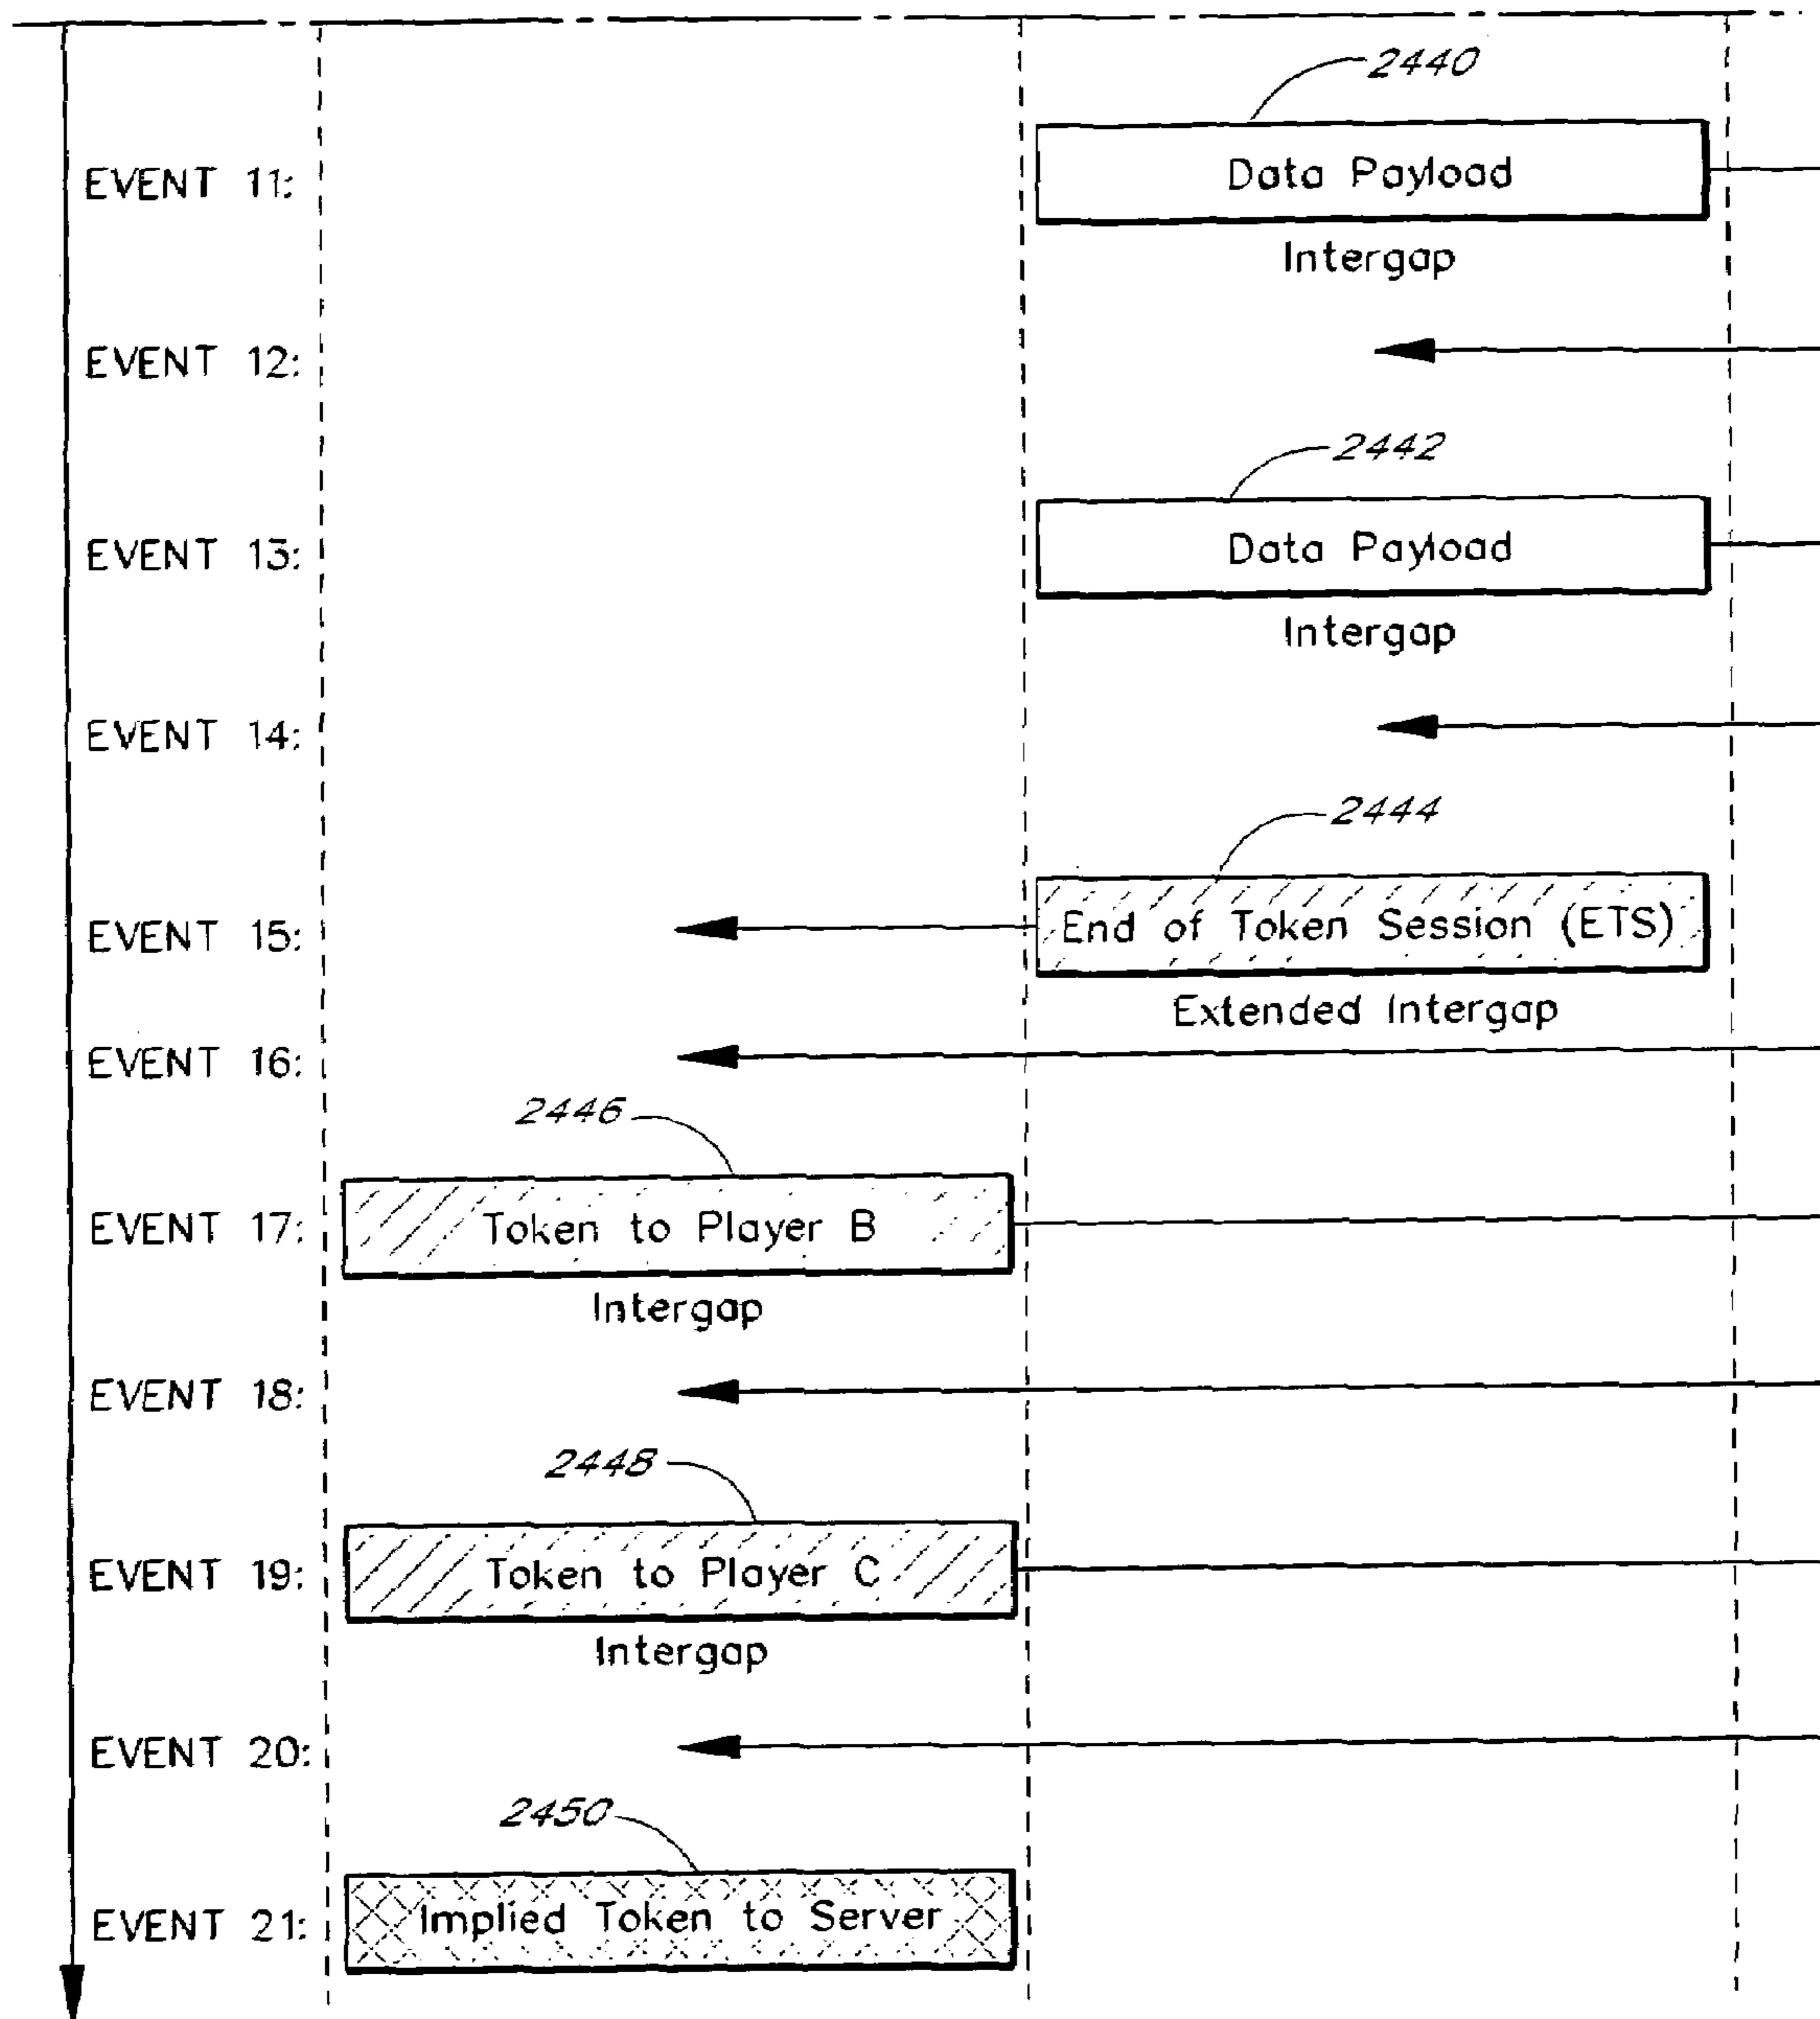 2440
EVENT 11:
Data Payload
Intergap
EVENT 12:
2442
EVENT 13:
Data Payload
Intergap
EVENT 14:
2444
EVENT 15:
End of Token Session (ETS)
Extended Intergap
EVENT 16:
2446
EVENT 17:
Token to Player B
Intergap
EVENT 18:
2448
EVENT 19:
Token to Player C
Intergap
EVENT 20:
2450
EVENT 21:
Implied Token to Server